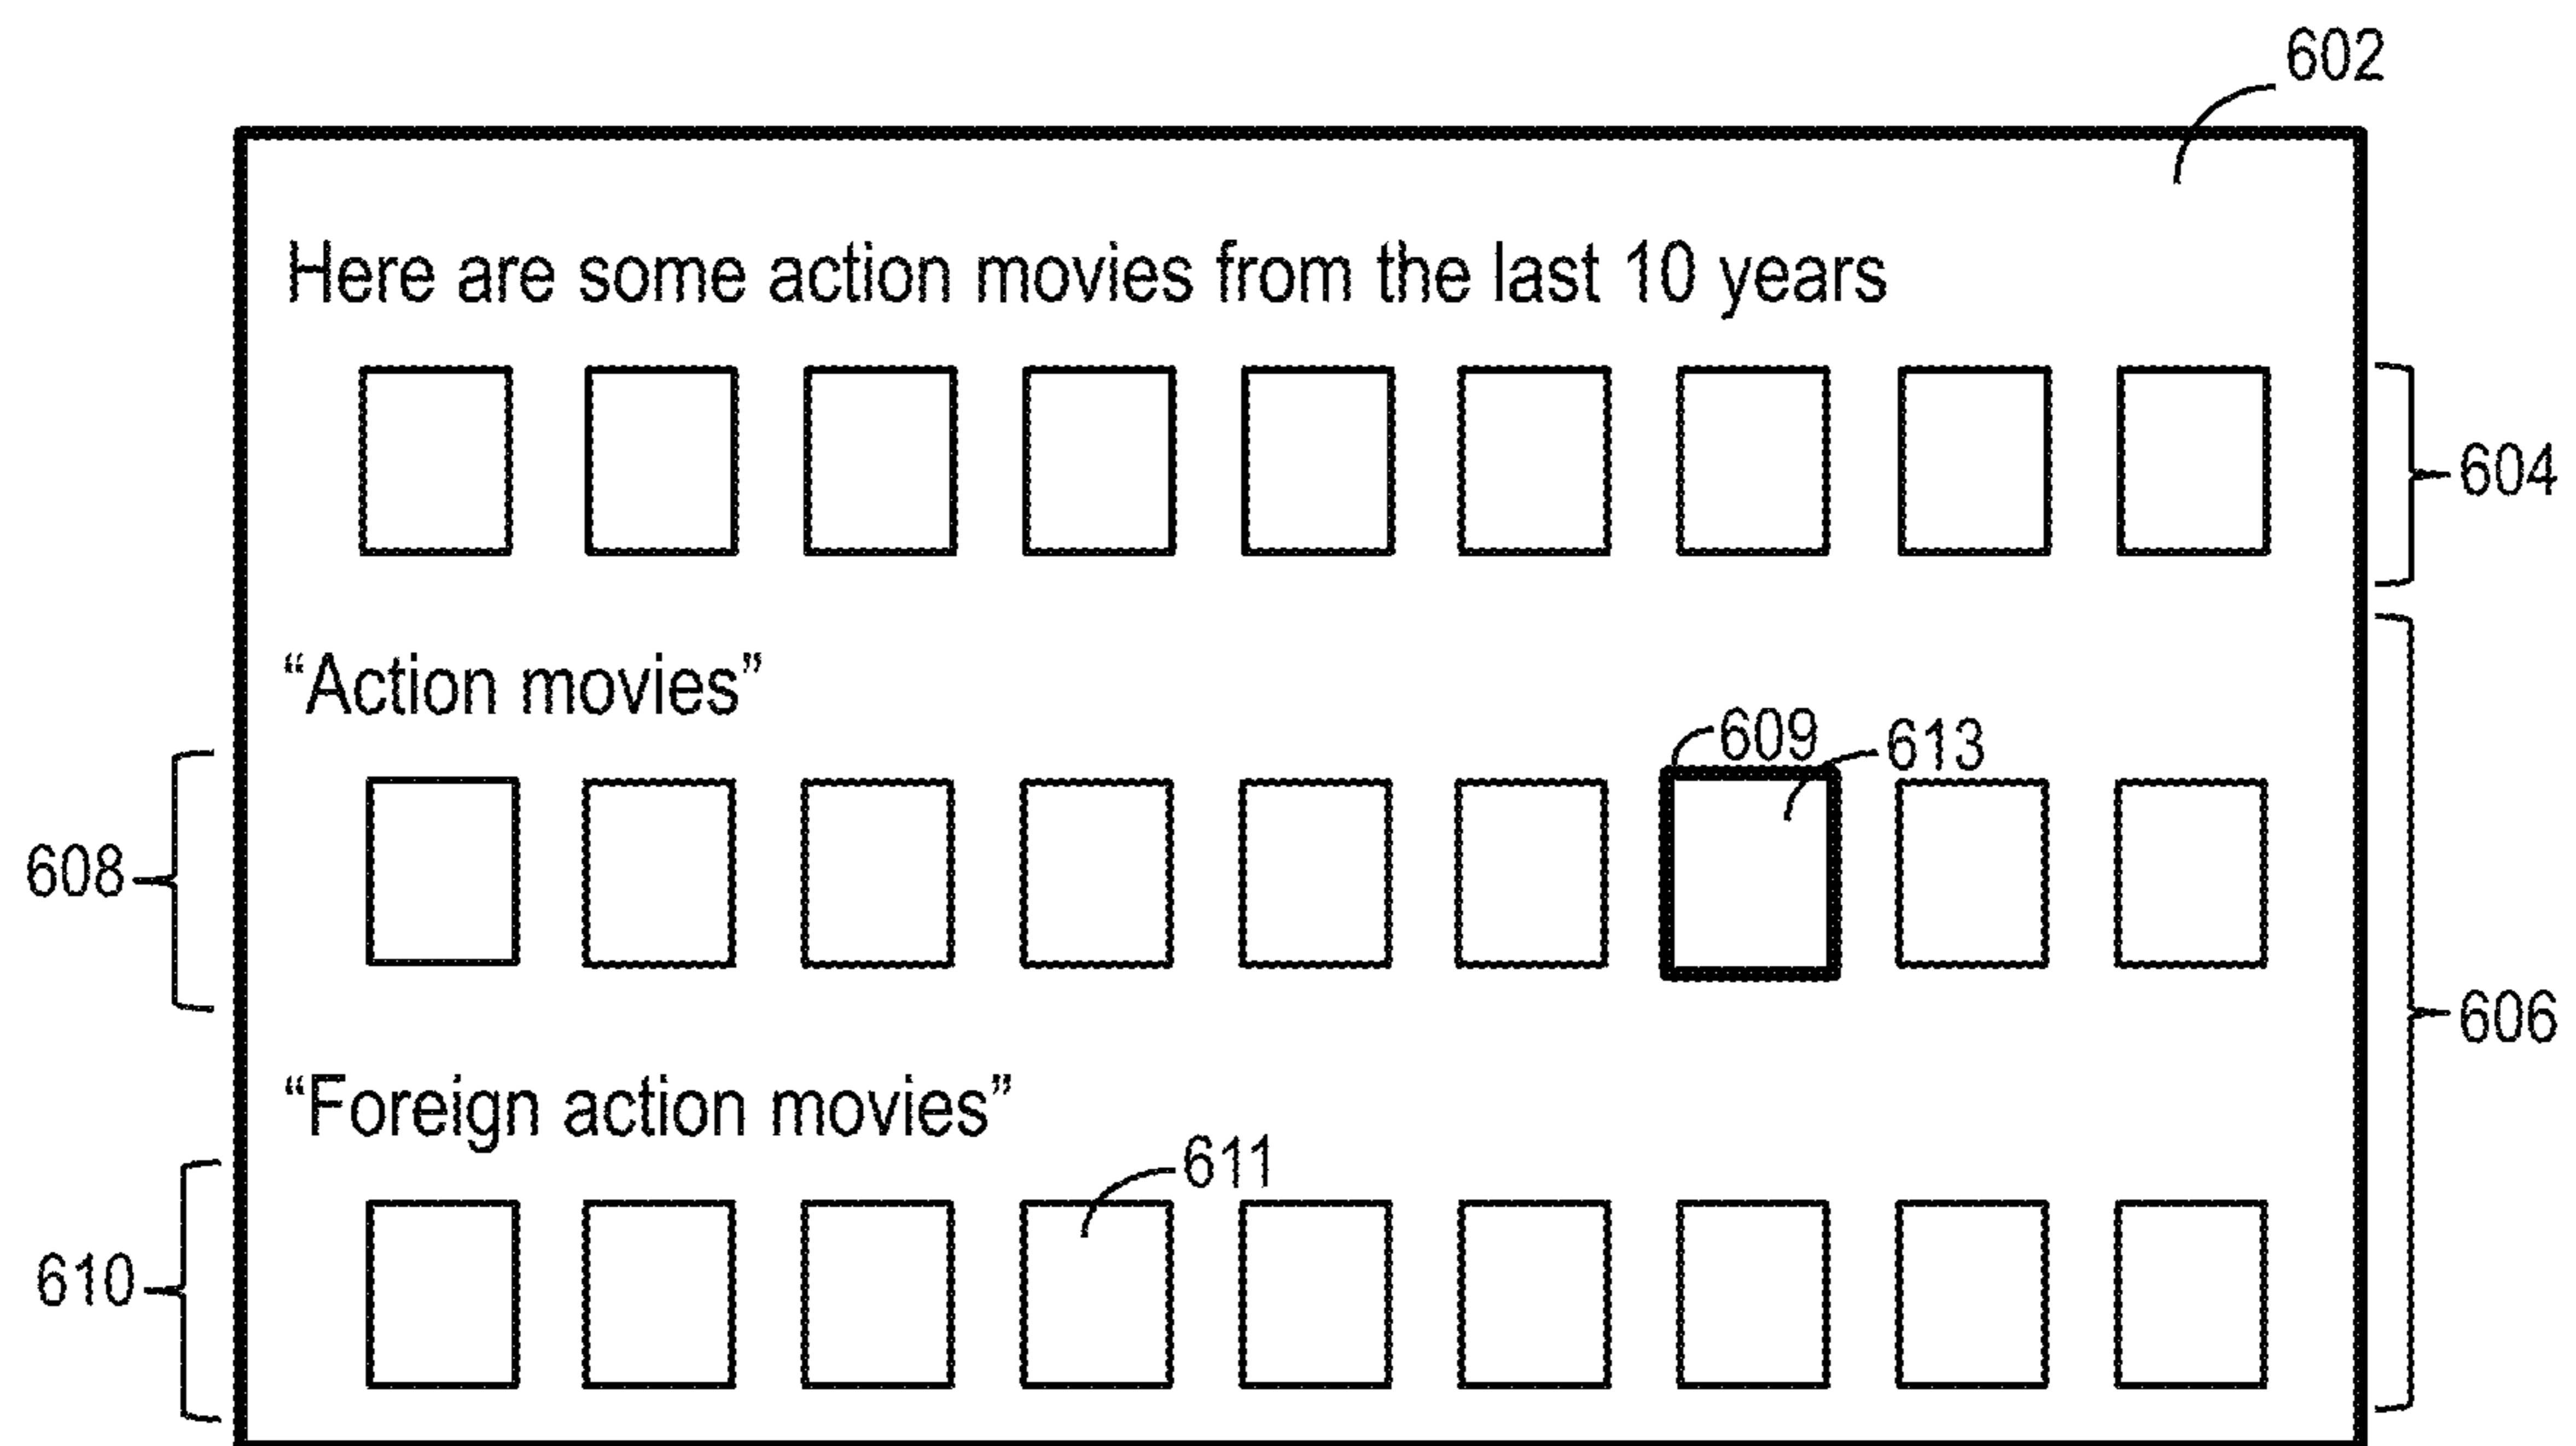 602
Here are some action movies from the last 10 years
604
“Action movies”
609
613
608
606
“Foreign action movies”
611
610